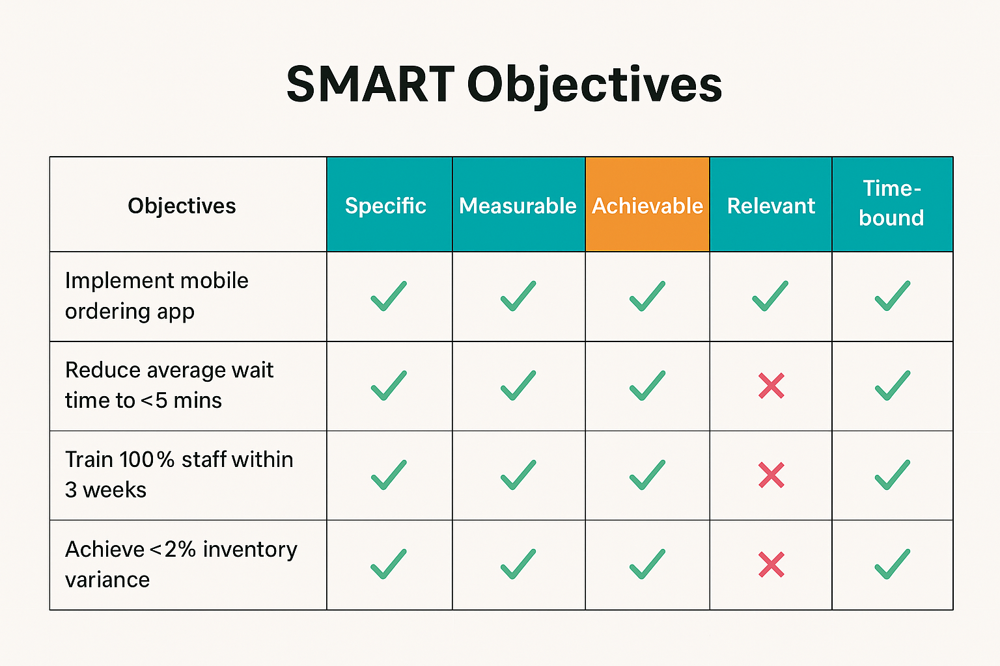 SMART Objectives
Objectives
Specific
Measurable
Achievable
Relevant
Time-
bound
Implement mobile
ordering app
Reduce average wait
time to <5 mins
Train 100% staff within
3 weeks
Achieve <2% inventory
variance